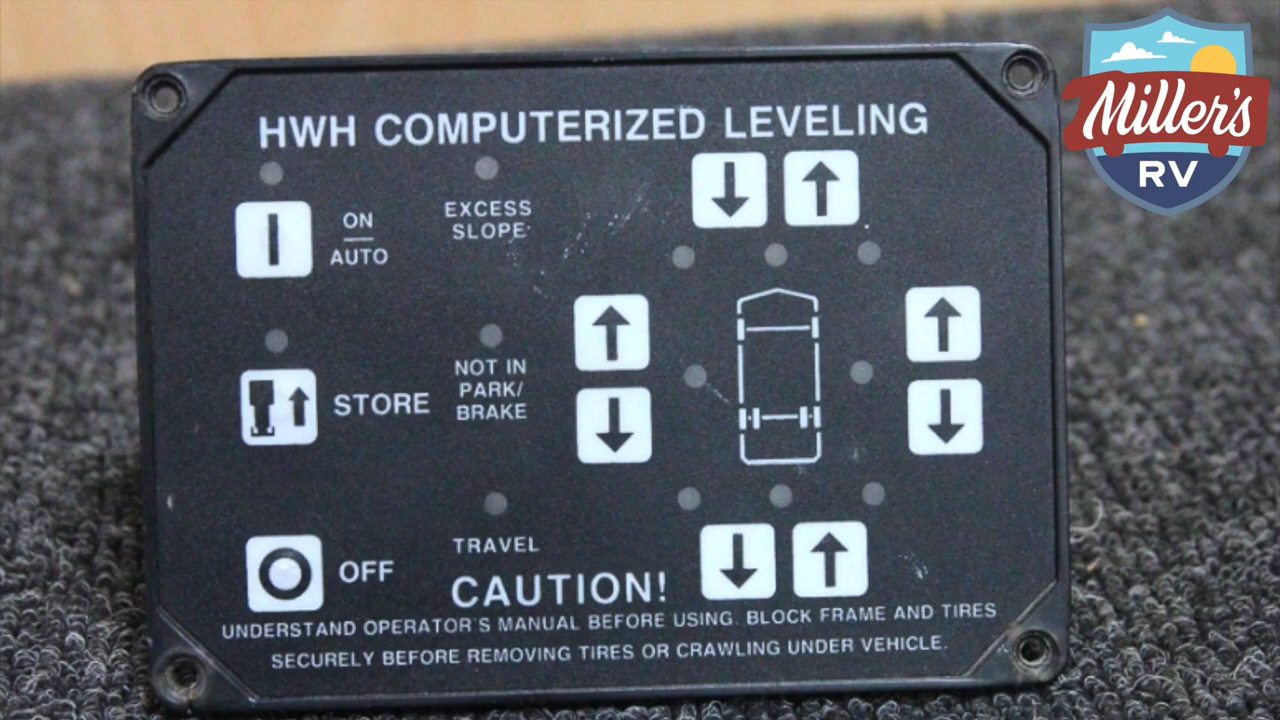 HWH COMPUTERIZED LEVELING
ON
AUTO
EXCESS
SLOPE
STORE
NOT IN
PARK/
BRAKE
OFF
TRAVEL
CAUTION!
UNDERSTAND OPERATOR'S MANUAL BEFORE USING. BLOCK FRAME AND TIRES
SECURELY BEFORE REMOVING TIRES OR CRAWLING UNDER VEHICLE.
Miller's
RV